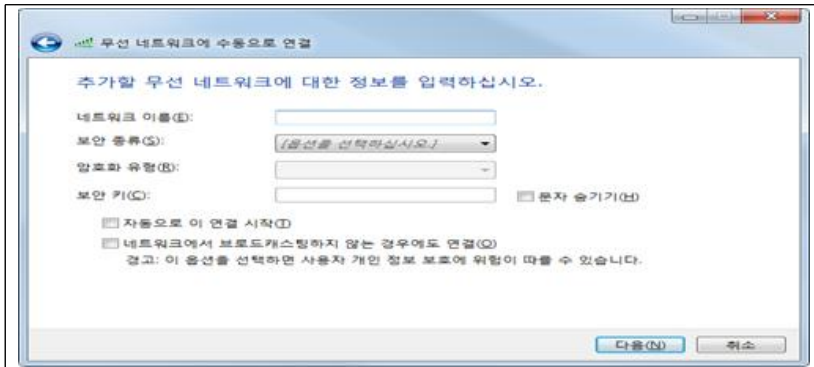 무선 네트워크에 수동으로 연결
추가할 무선 네트워크에 대한 정보를 입력하십시오.
네트워크 이름(E):
보안 종류(S): [옵션을 선택하십시오.]
암호화 유형(R):
보안 키(C): 문자 숨기기(H)
자동으로 이 연결 시작(T)
네트워크에서 브로드캐스팅하지 않는 경우에도 연결(O)
경고: 이 옵션을 선택하면 사용자 개인 정보 보호에 위험이 따를 수 있습니다.
다음(N) 취소